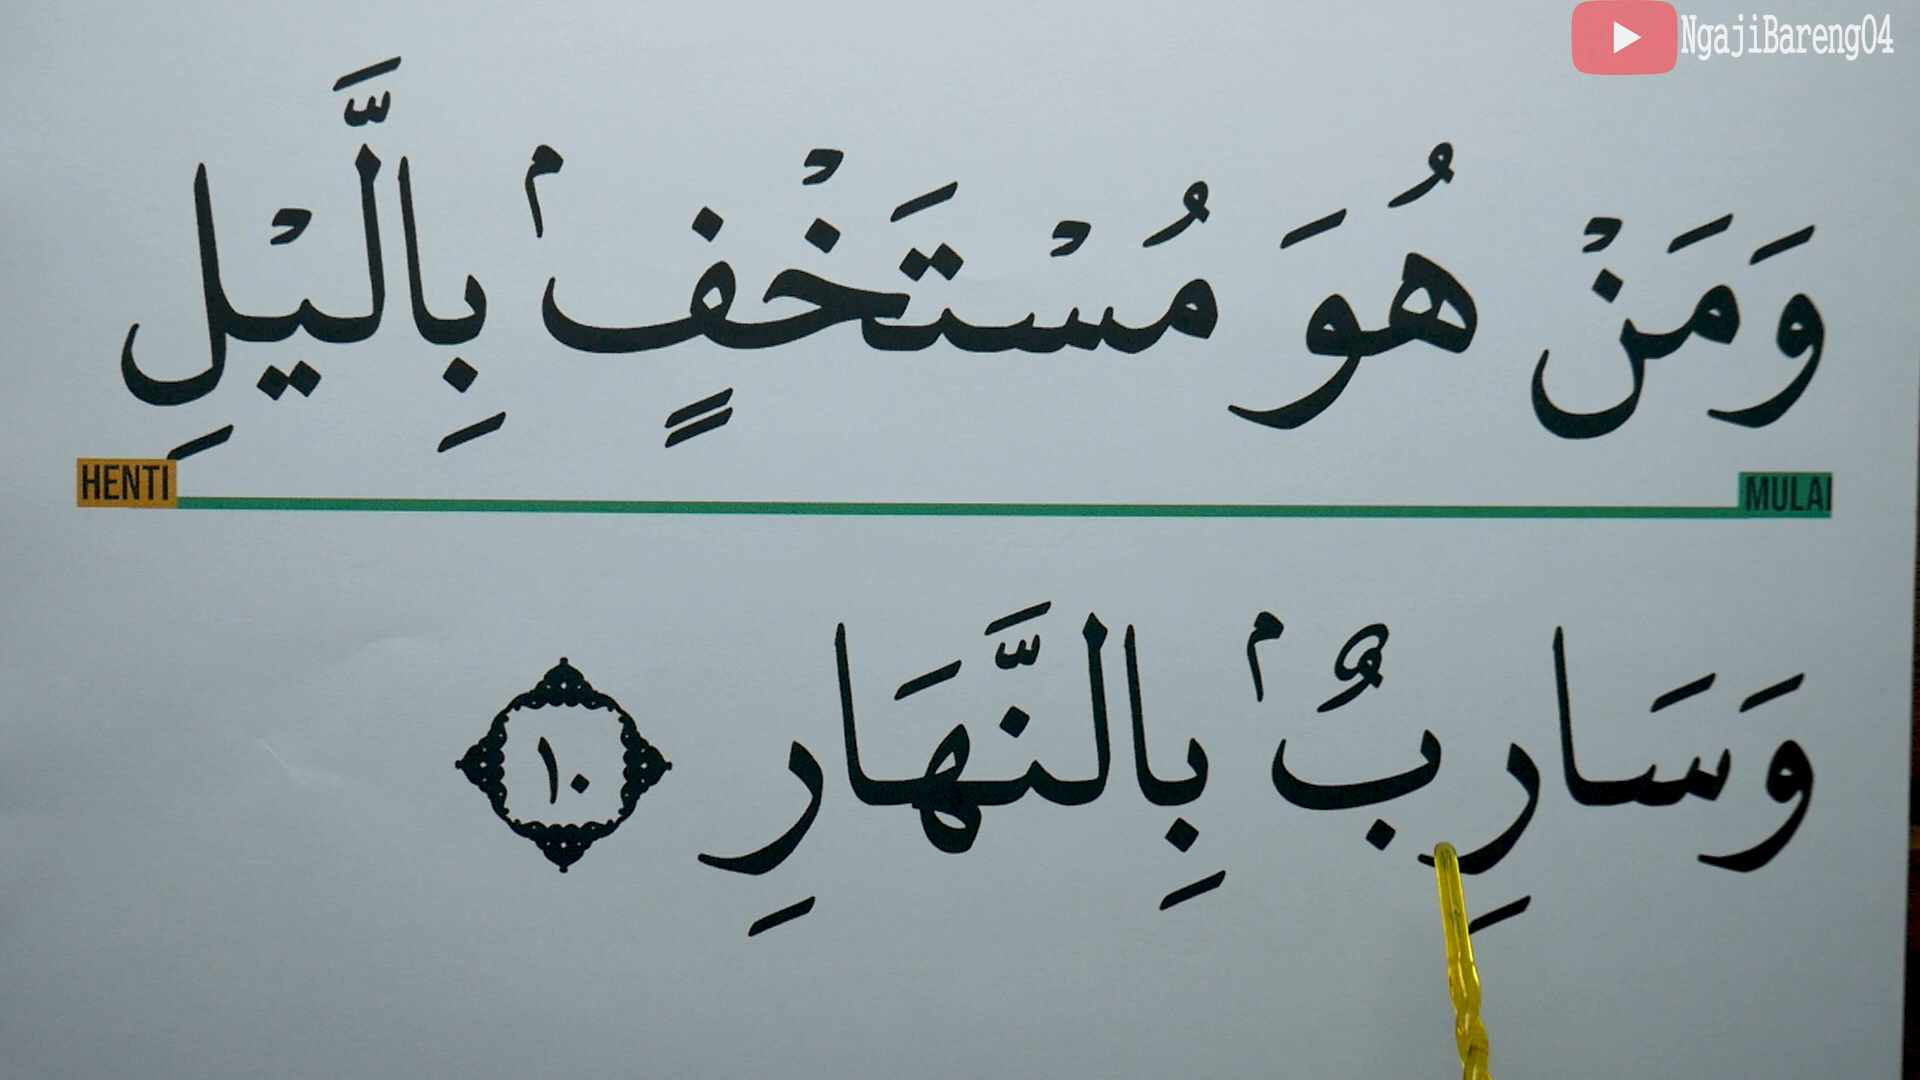 NgajiBareng04
وَمَنْ هُوَ مُسْتَخْفٍۢ بِالَّيْلِ
HENTI MULAI
وَسَارِبٌۢ بِالنَّهَارِ ١٠